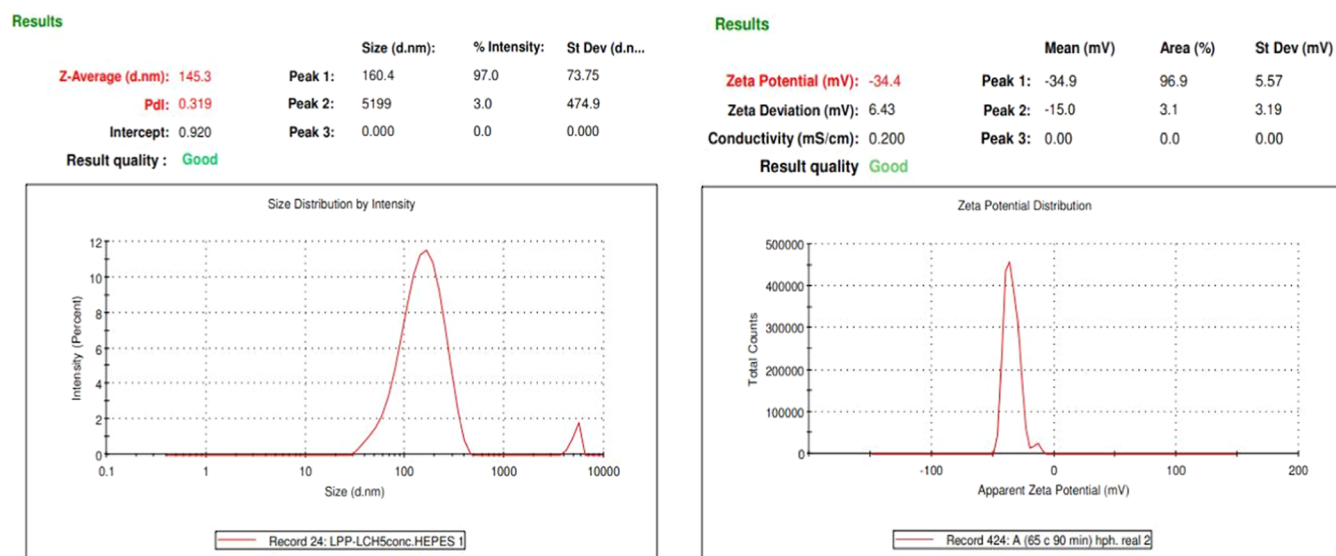 Results
Size (d.nm): % Intensity: St Dev (d.n...
Z-Average (d.nm): 145.3 Peak 1: 160.4 97.0 73.75
PdI: 0.319 Peak 2: 5199 3.0 474.9
Intercept: 0.920 Peak 3: 0.000 0.0 0.000
Result quality : Good
Size Distribution by Intensity
Intensity (Percent)
12
10
8
6
4
2
0
0.1 1 10 100 1000 10000
Size (d.nm)
Record 24: LPP-LCH5conc.HEPES 1
Results
Mean (mV) Area (%) St Dev (mV)
Zeta Potential (mV): -34.4 Peak 1: -34.9 96.9 5.57
Zeta Deviation (mV): 6.43 Peak 2: -15.0 3.1 3.19
Conductivity (mS/cm): 0.200 Peak 3: 0.00 0.0 0.00
Result quality Good
Zeta Potential Distribution
Total Counts
500000
400000
300000
200000
100000
0
-100 0 100 200
Apparent Zeta Potential (mV)
Record 424: A (65 c 90 min) hph. real 2